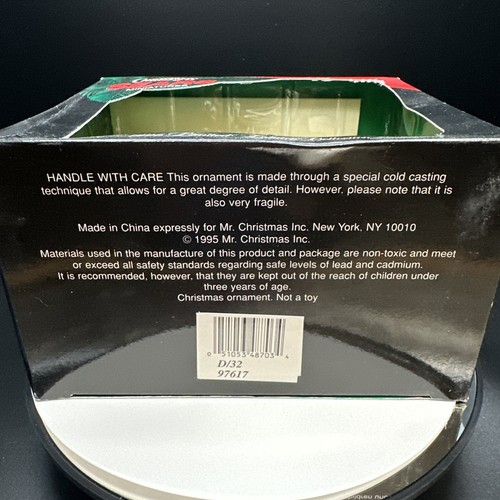 HANDLE WITH CARE This ornament is made through a special cold casting
technique that allows for a great degree of detail. However, please note that it is
also very fragile.
Made in China expressly for Mr. Christmas Inc. New York, NY 10010
© 1995 Mr. Christmas Inc.
Materials used in the manufacture of this product and package are non-toxic and meet
or exceed all safety standards regarding safe levels of lead and cadmium.
It is recommended, however, that they are kept out of the reach of children under
three years of age.
Christmas ornament. Not a toy
0 51053 48703 4
D/32
97617